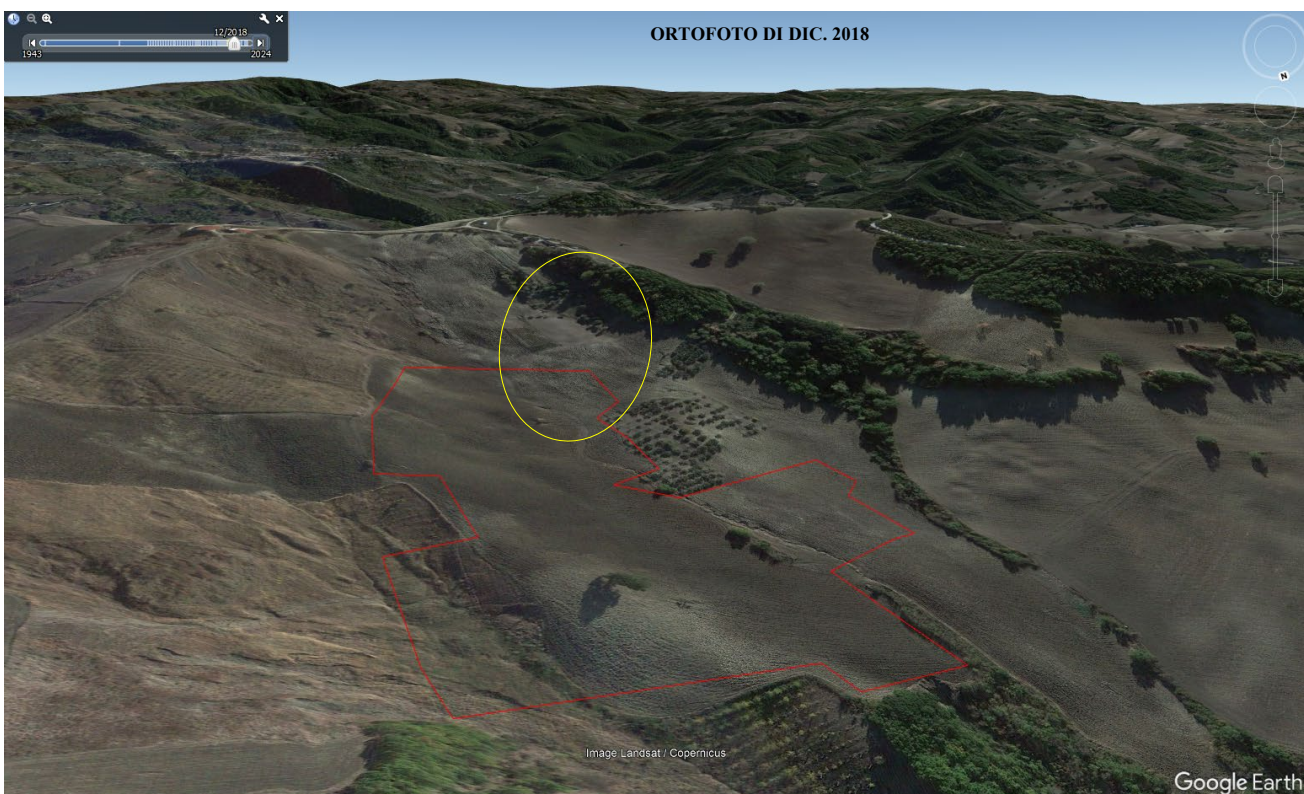 12/2018
1943
2024
ORTOFOTO DI DIC. 2018
N
Image Landsat / Copernicus
Google Earth